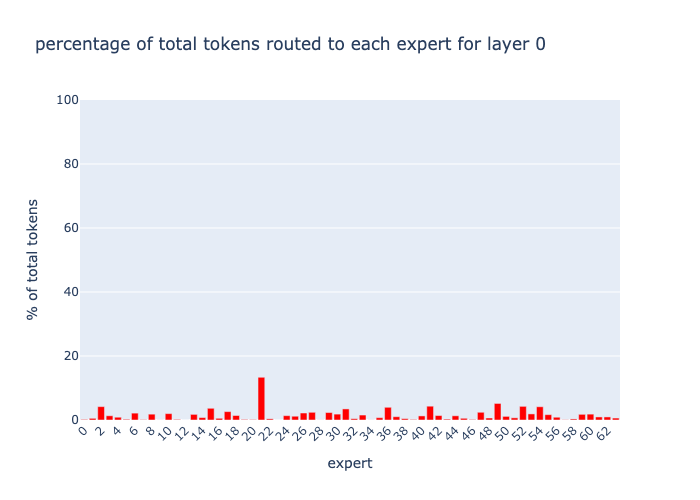 percentage of total tokens routed to each expert for layer 0
% of total tokens
100
80
60
40
20
0
0 2 4 6 8 10 12 14 16 18 20 22 24 26 28 30 32 34 36 38 40 42 44 46 48 50 52 54 56 58 60 62
expert